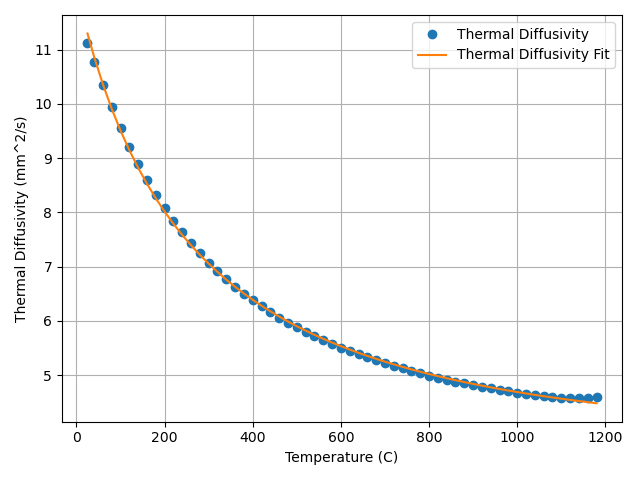 Thermal Diffusivity
Thermal Diffusivity Fit
Thermal Diffusivity (mm^2/s)
11
10
9
8
7
6
5
0 200 400 600 800 1000 1200
Temperature (C)